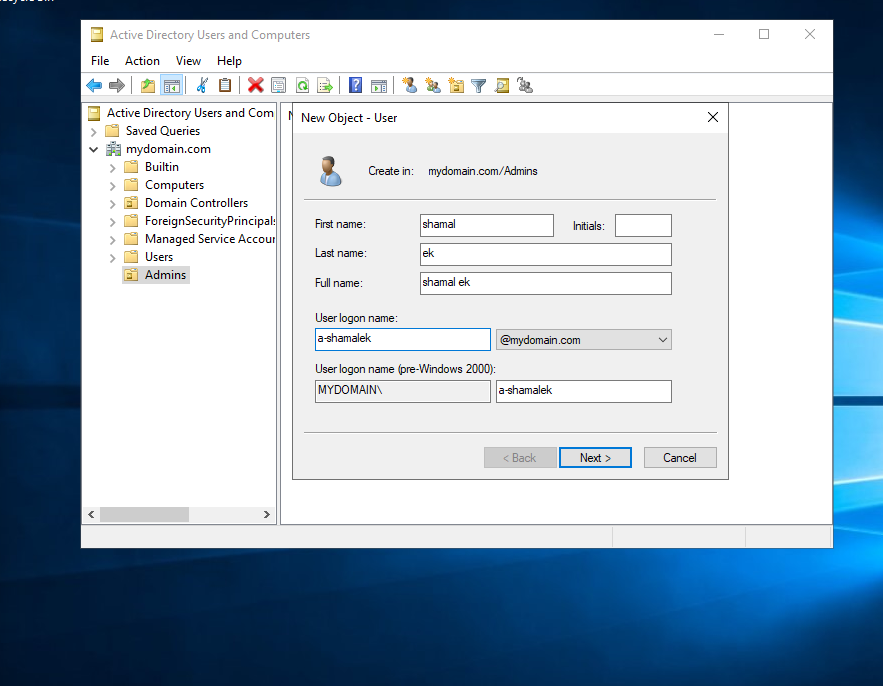 Active Directory Users and Computers
File Action View Help
Active Directory Users and Com
Saved Queries
mydomain.com
Builtin
Computers
Domain Controllers
ForeignSecurityPrincipals
Managed Service Accour
Users
Admins
New Object - User
Create in: mydomain.com/Admins
First name: shamal Initials:
Last name: ek
Full name: shamal ek
User logon name:
a-shamalek @mydomain.com
User logon name (pre-Windows 2000):
MYDOMAIN\ a-shamalek
< Back Next > Cancel